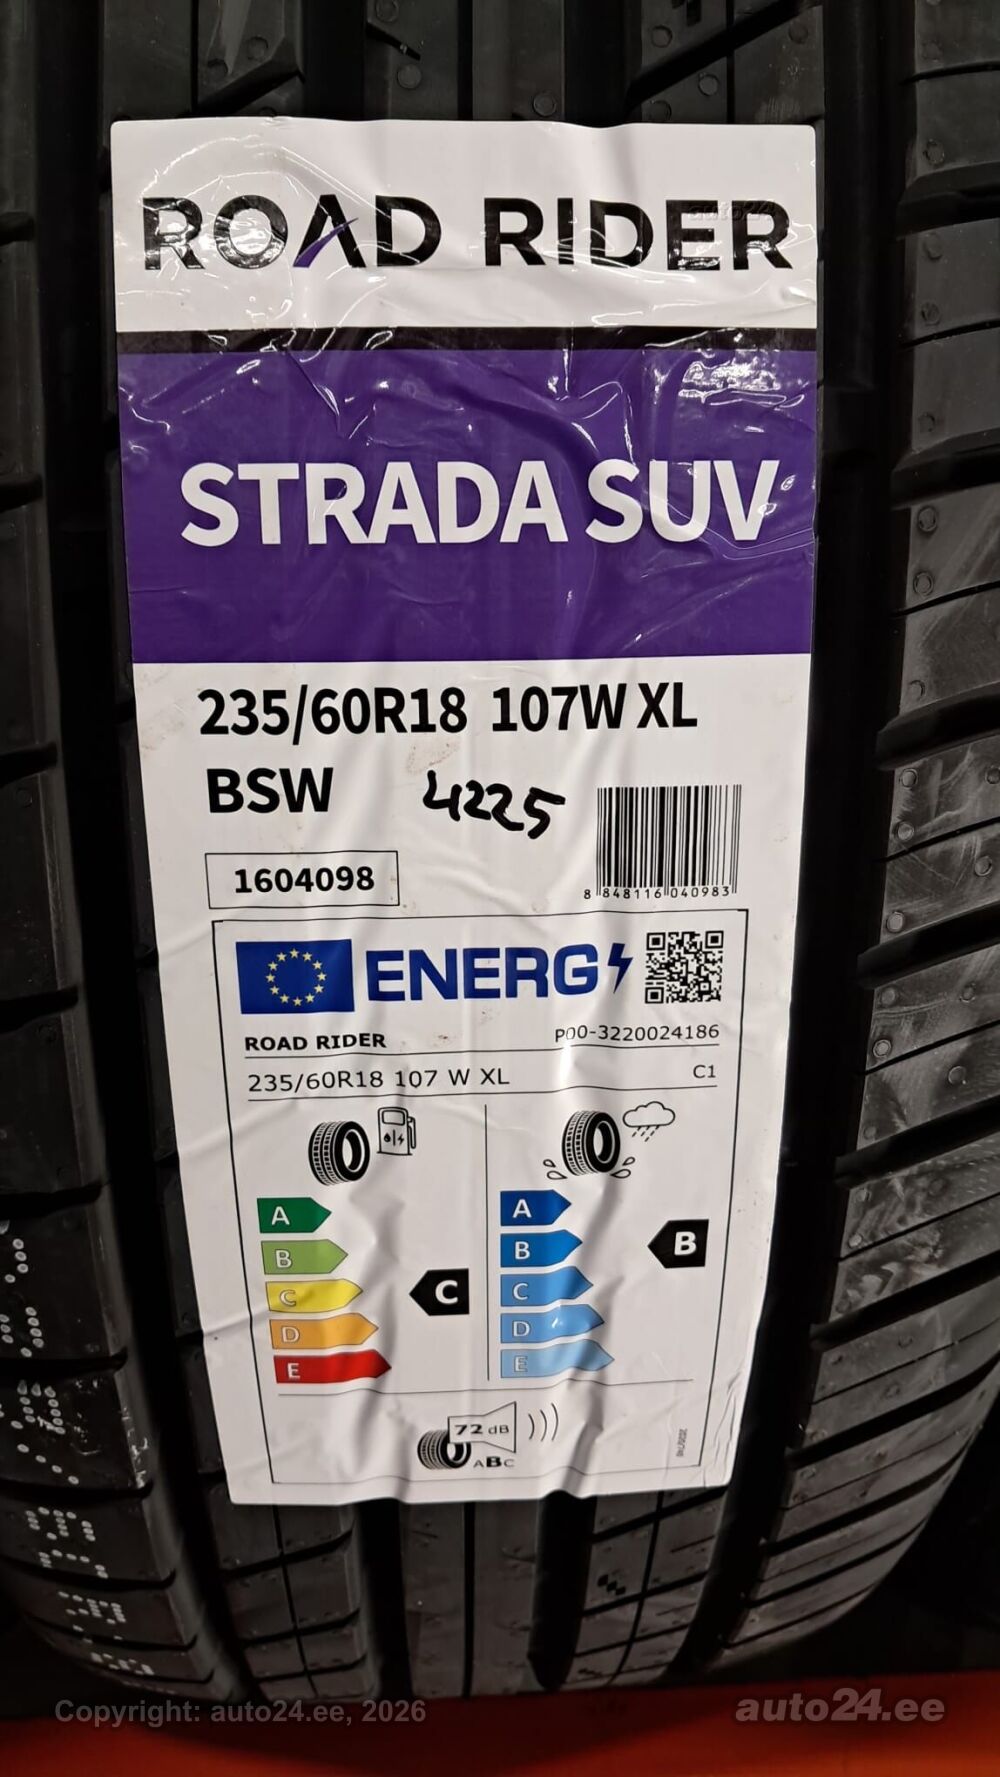 ROAD RIDER
STRADA SUV
235/60R18 107W XL
BSW 4225
1604098
8 848116 040983
ENERG
ROAD RIDER P00-3220024186
235/60R18 107 W XL C1
A A
B B B
C C C
D D
E E
72 dB
ABC
Copyright: auto24.ee, 2026
auto24.ee